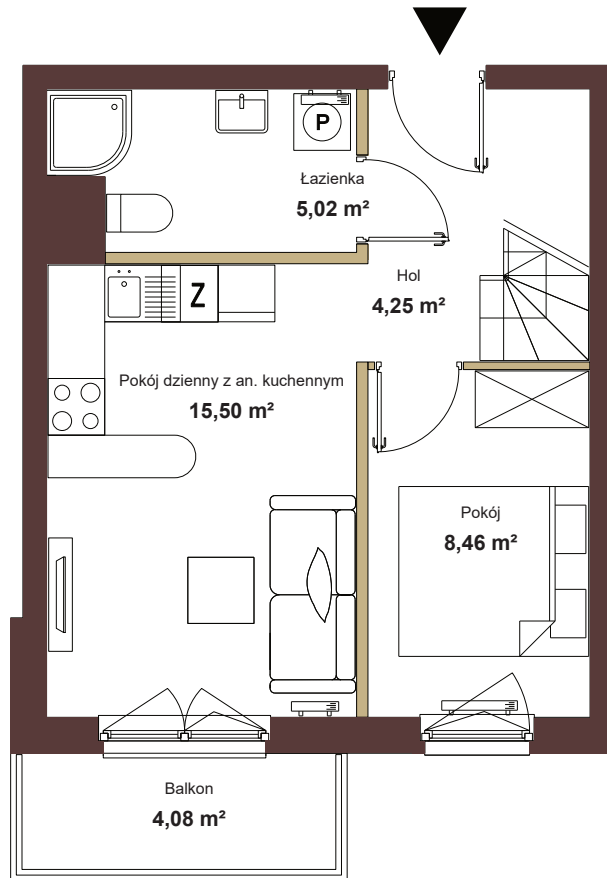 P
Łazienka
5,02 m²
Hol
4,25 m²
Z
Pokój dzienny z an. kuchennym
15,50 m²
Pokój
8,46 m²
Balkon
4,08 m²